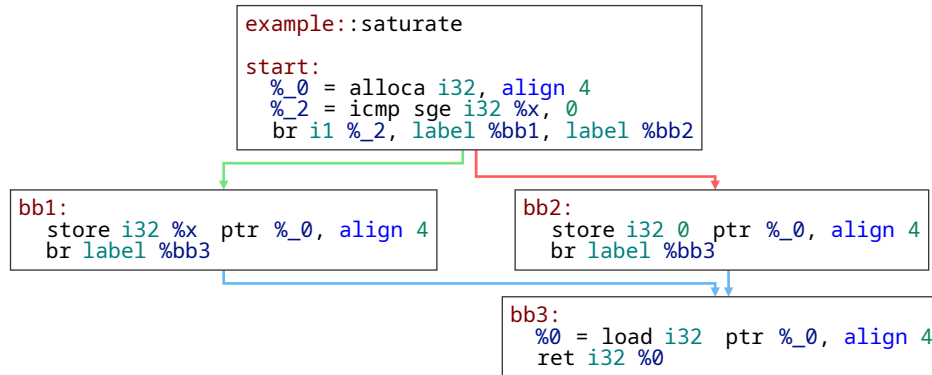 example::saturate
start:
%_0 = alloca i32, align 4
%_2 = icmp sge i32 %x, 0
br i1 %_2, label %bb1, label %bb2
bb1:
store i32 %x  ptr %_0, align 4
br label %bb3
bb2:
store i32 0  ptr %_0, align 4
br label %bb3
bb3:
%0 = load i32  ptr %_0, align 4
ret i32 %0